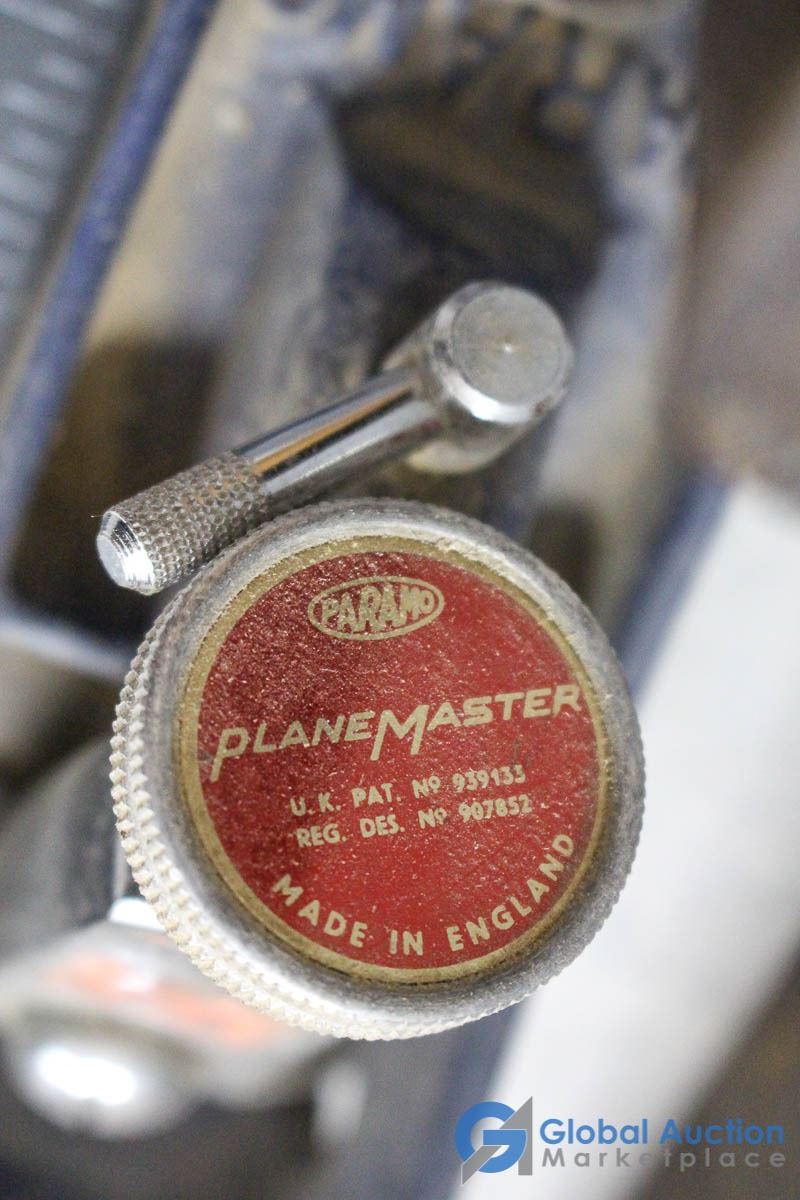 PARAMO
PLANEMASTER
U.K. PAT. Nº 939133
REG. DES. Nº 907852
MADE IN ENGLAND
Global Auction
Marketplace